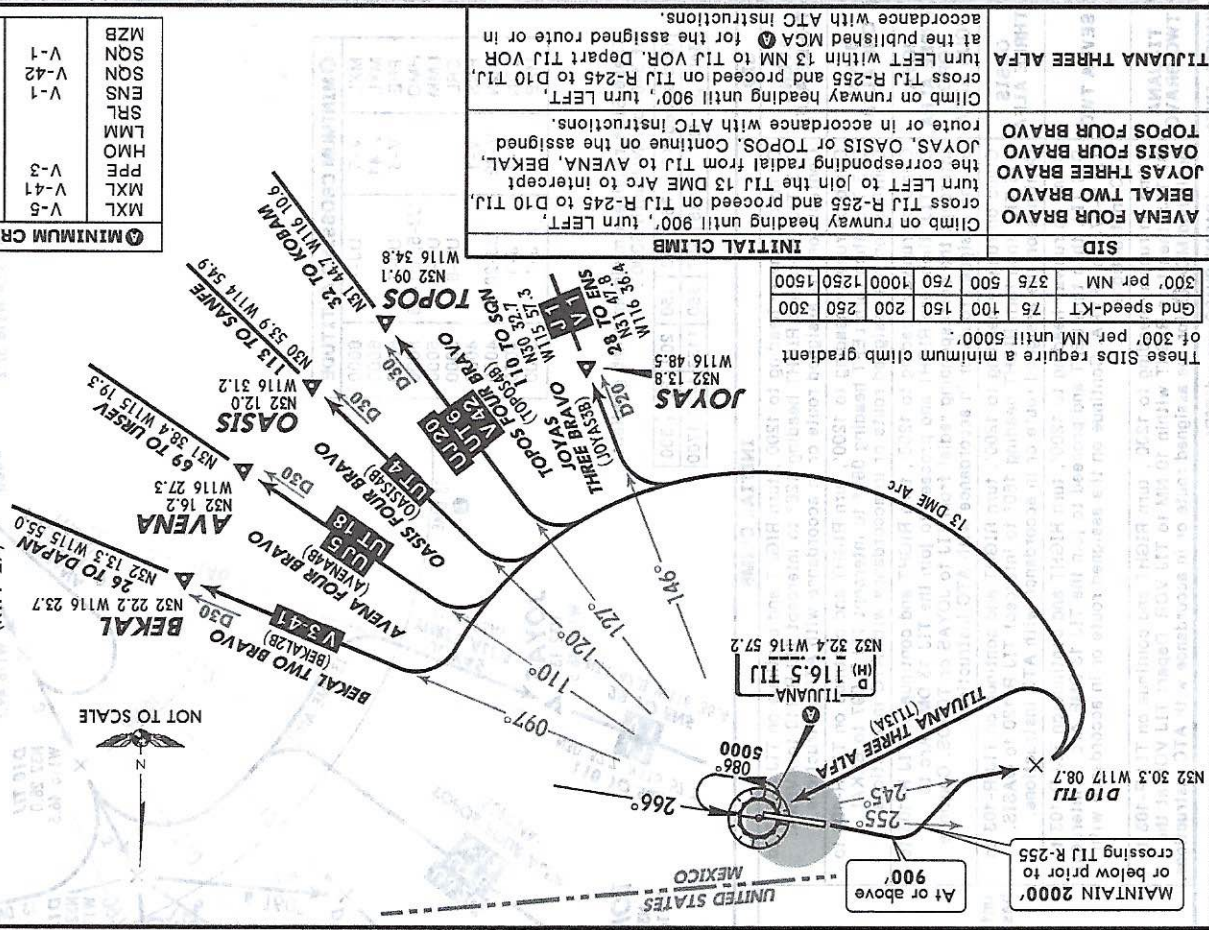 MAINTAIN 2000'
or below prior to
crossing TIJ R-255
At or above
900'
UNITED STATES
MEXICO
D10 TIJ
N32 30.3 W117 08.7
255°
245°
266°
086°
5000
TIJUANA THREE ALFA
(TIJ3A)
A
TIJUANA
D
(H)
116.5 TIJ
N32 32.4 W116 57.2
NOT TO SCALE
N
13 DME Arc
097°
110°
120°
127°
146°
BEKAL TWO BRAVO
(BEKAL2B)
V 3-41
D30
BEKAL
N32 22.2 W116 23.7
26 TO DAPAN
N32 13.3 W115 55.0
AVENA FOUR BRAVO
(AVENA4B)
UJ 5
UT 18
D30
AVENA
N32 16.2
W116 27.3
69 TO URSEV
N31 38.4 W115 19.3
OASIS FOUR BRAVO
(OASIS4B)
UT 4
D30
OASIS
N32 12.0
W116 31.2
113 TO SANFE
N30 53.9 W114 54.9
TOPOS FOUR BRAVO
(TOPOS4B)
UJ 20
UT 6
V 42
D30
110 TO SQN
N30 32.7
W115 57.3
TOPOS
N32 09.1
W116 34.8
32 TO KOBAM
N31 44.7 W116 10.6
JOYAS
THREE BRAVO
(JOYAS3B)
D20
JOYAS
N32 13.8
W116 48.5
J 1
V 1
28 TO ENS
N31 47.8
W116 36.4
These SIDs require a minimum climb gradient
of 300' per NM until 5000'.
Gnd speed-KT 75 100 150 200 250 300
300' per NM 375 500 750 1000 1250 1500
SID INITIAL CLIMB
AVENA FOUR BRAVO
BEKAL TWO BRAVO
JOYAS THREE BRAVO
OASIS FOUR BRAVO
TOPOS FOUR BRAVO
Climb on runway heading until 900', turn LEFT,
cross TIJ R-255 and proceed on TIJ R-245 to D10 TIJ,
turn LEFT to join the TIJ 13 DME Arc to intercept
the corresponding radial from TIJ to AVENA, BEKAL,
JOYAS, OASIS or TOPOS. Continue on the assigned
route or in accordance with ATC instructions.
TIJUANA THREE ALFA
Climb on runway heading until 900', turn LEFT,
cross TIJ R-255 and proceed on TIJ R-245 to D10 TIJ,
turn LEFT within 13 NM to TIJ VOR. Depart TIJ VOR
at the published MCA A for the assigned route or in
accordance with ATC instructions.
A MINIMUM CR
MXL V-5
MXL V-41
PPE V-3
HMO
LMM
SRL
ENS V-1
SQN V-42
SQN V-1
MZB